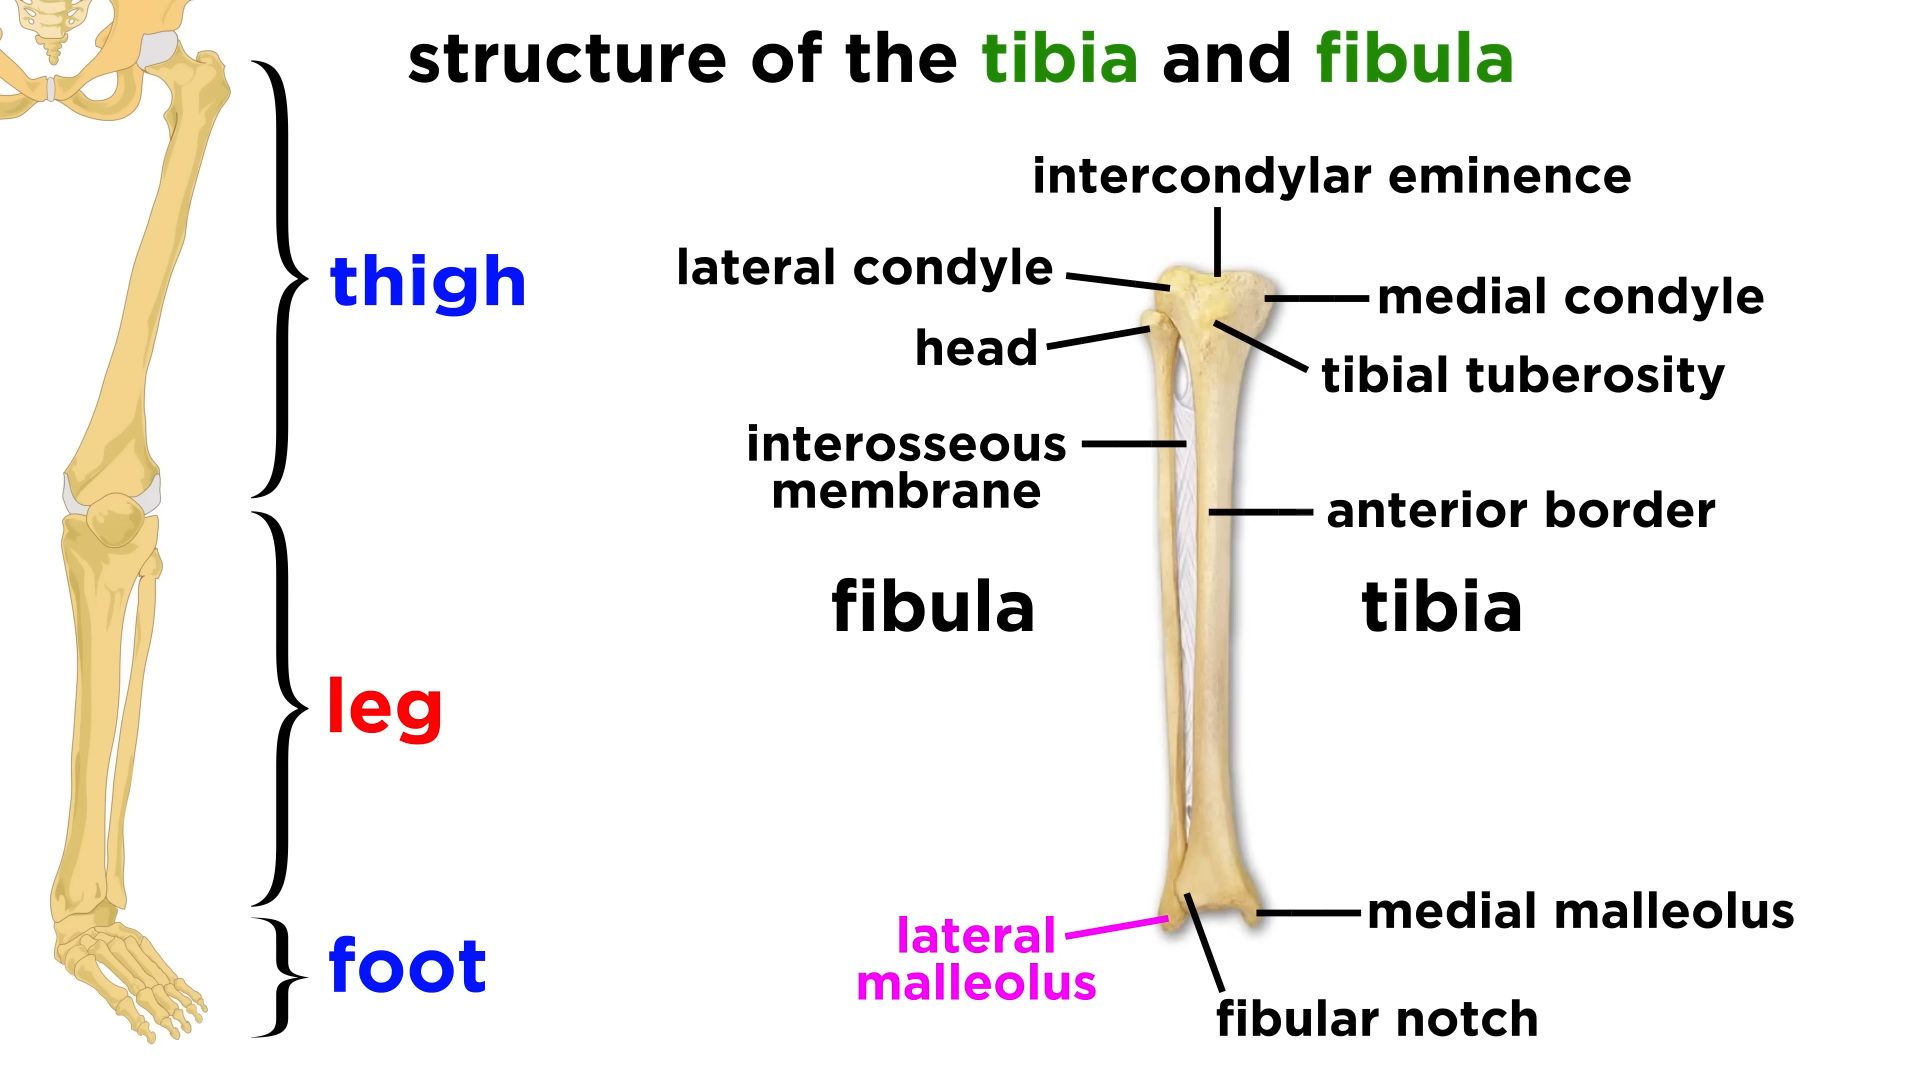 structure of the tibia and fibula
intercondylar eminence
lateral condyle
medial condyle
thigh
head
tibial tuberosity
interosseous
membrane
anterior border
fibula
tibia
leg
medial malleolus
lateral
malleolus
foot
fibular notch